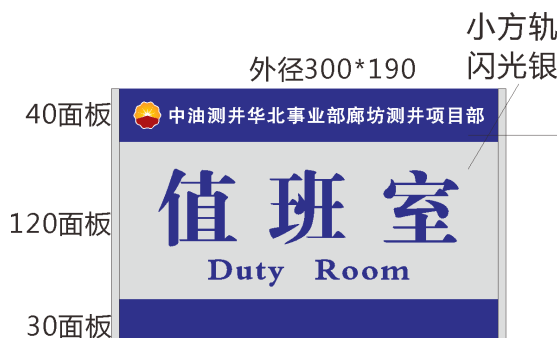 小方轨
闪光银
外径300*190
40面板
中油测井华北事业部廊坊测井项目部
120面板
值班室
Duty Room
30面板